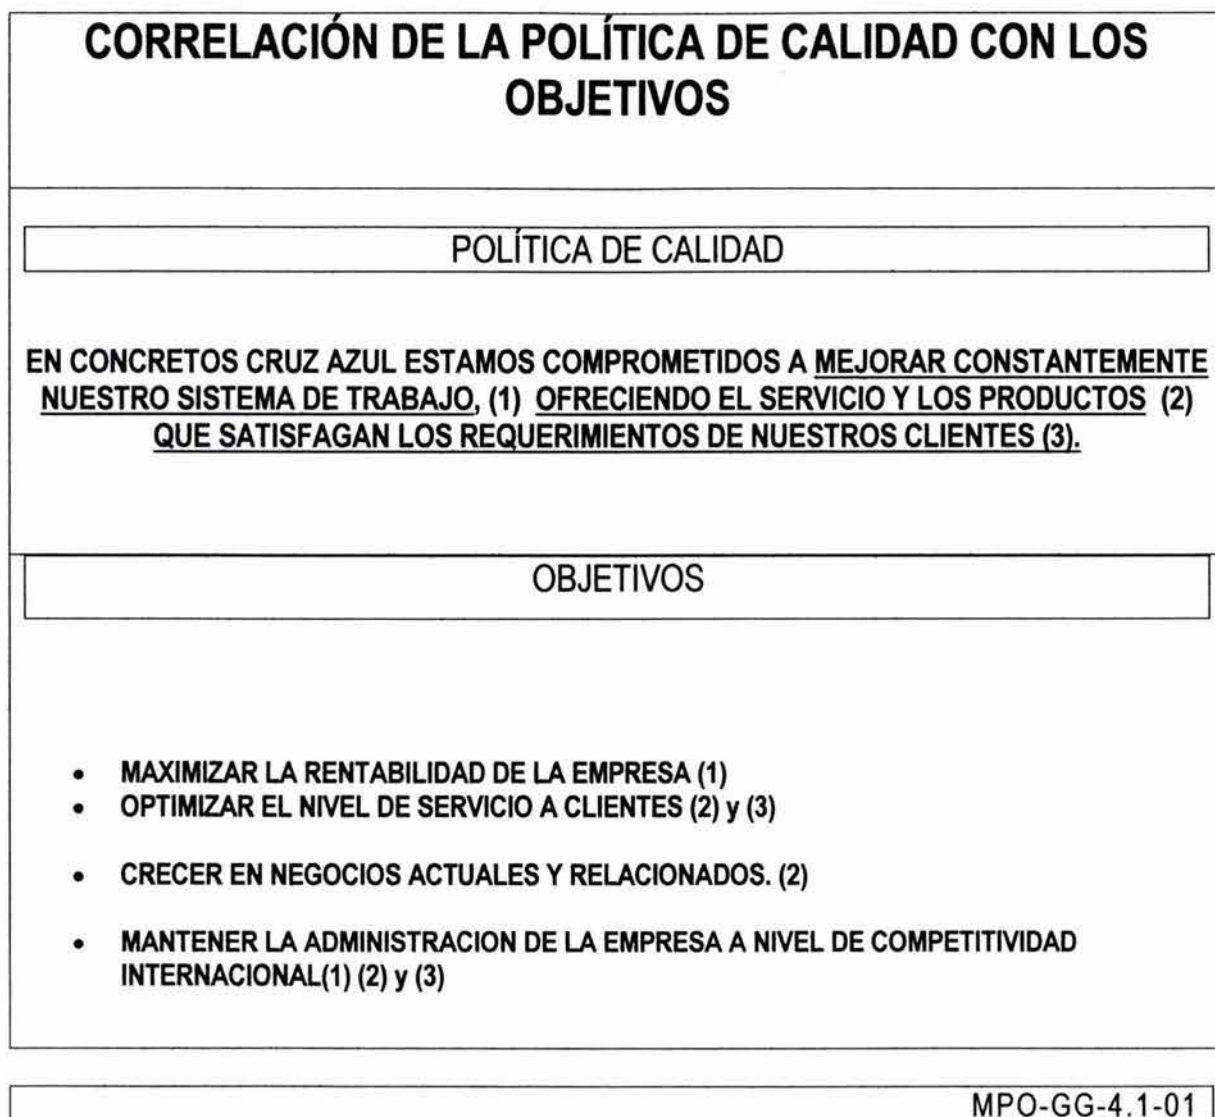 CORRELACIÓN DE LA POLÍTICA DE CALIDAD CON LOS
OBJETIVOS
POLÍTICA DE CALIDAD
EN CONCRETOS CRUZ AZUL ESTAMOS COMPROMETIDOS A MEJORAR CONSTANTEMENTE
NUESTRO SISTEMA DE TRABAJO, (1) OFRECIENDO EL SERVICIO Y LOS PRODUCTOS (2)
QUE SATISFAGAN LOS REQUERIMIENTOS DE NUESTROS CLIENTES (3).
OBJETIVOS
• MAXIMIZAR LA RENTABILIDAD DE LA EMPRESA (1)
• OPTIMIZAR EL NIVEL DE SERVICIO A CLIENTES (2) y (3)
• CRECER EN NEGOCIOS ACTUALES Y RELACIONADOS. (2)
• MANTENER LA ADMINISTRACION DE LA EMPRESA A NIVEL DE COMPETITIVIDAD
INTERNACIONAL(1) (2) y (3)
MPO-GG-4.1-01